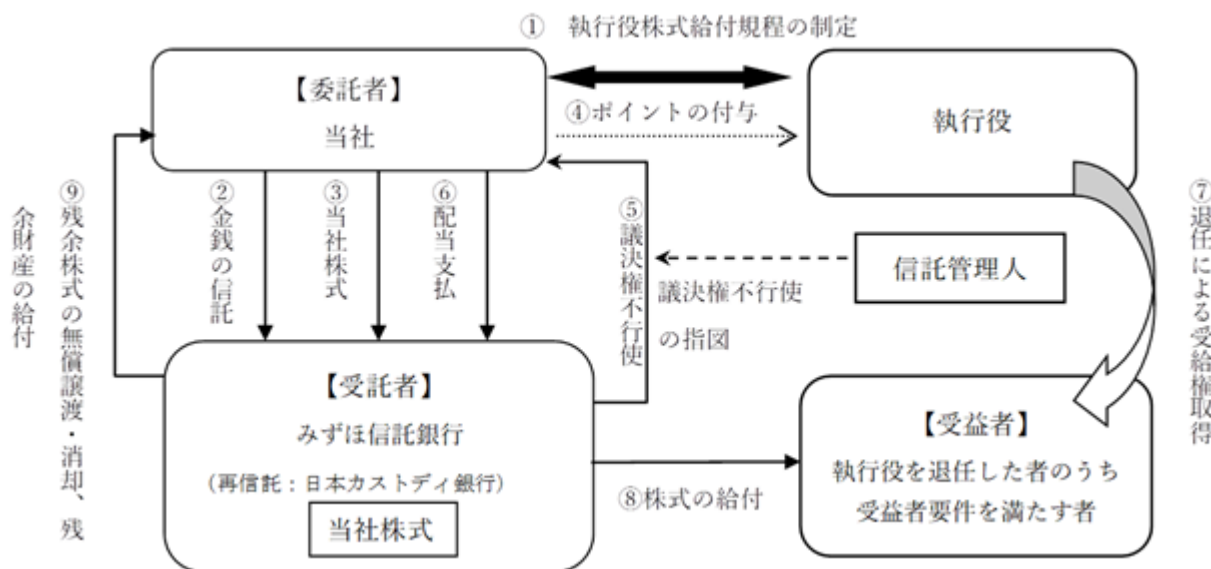 ① 執行役株式給付規程の制定
【委託者】
当社
④ポイントの付与
執行役
②金銭の信託
③当社株式
⑥配当支払
⑤議決権不行使
議決権不行使
の指図
信託管理人
⑦退任による受給権取得
⑨残余株式の無償譲渡・消却、残
余財産の給付
【受託者】
みずほ信託銀行
(再信託:日本カストディ銀行)
当社株式
⑧株式の給付
【受益者】
執行役を退任した者のうち
受益者要件を満たす者